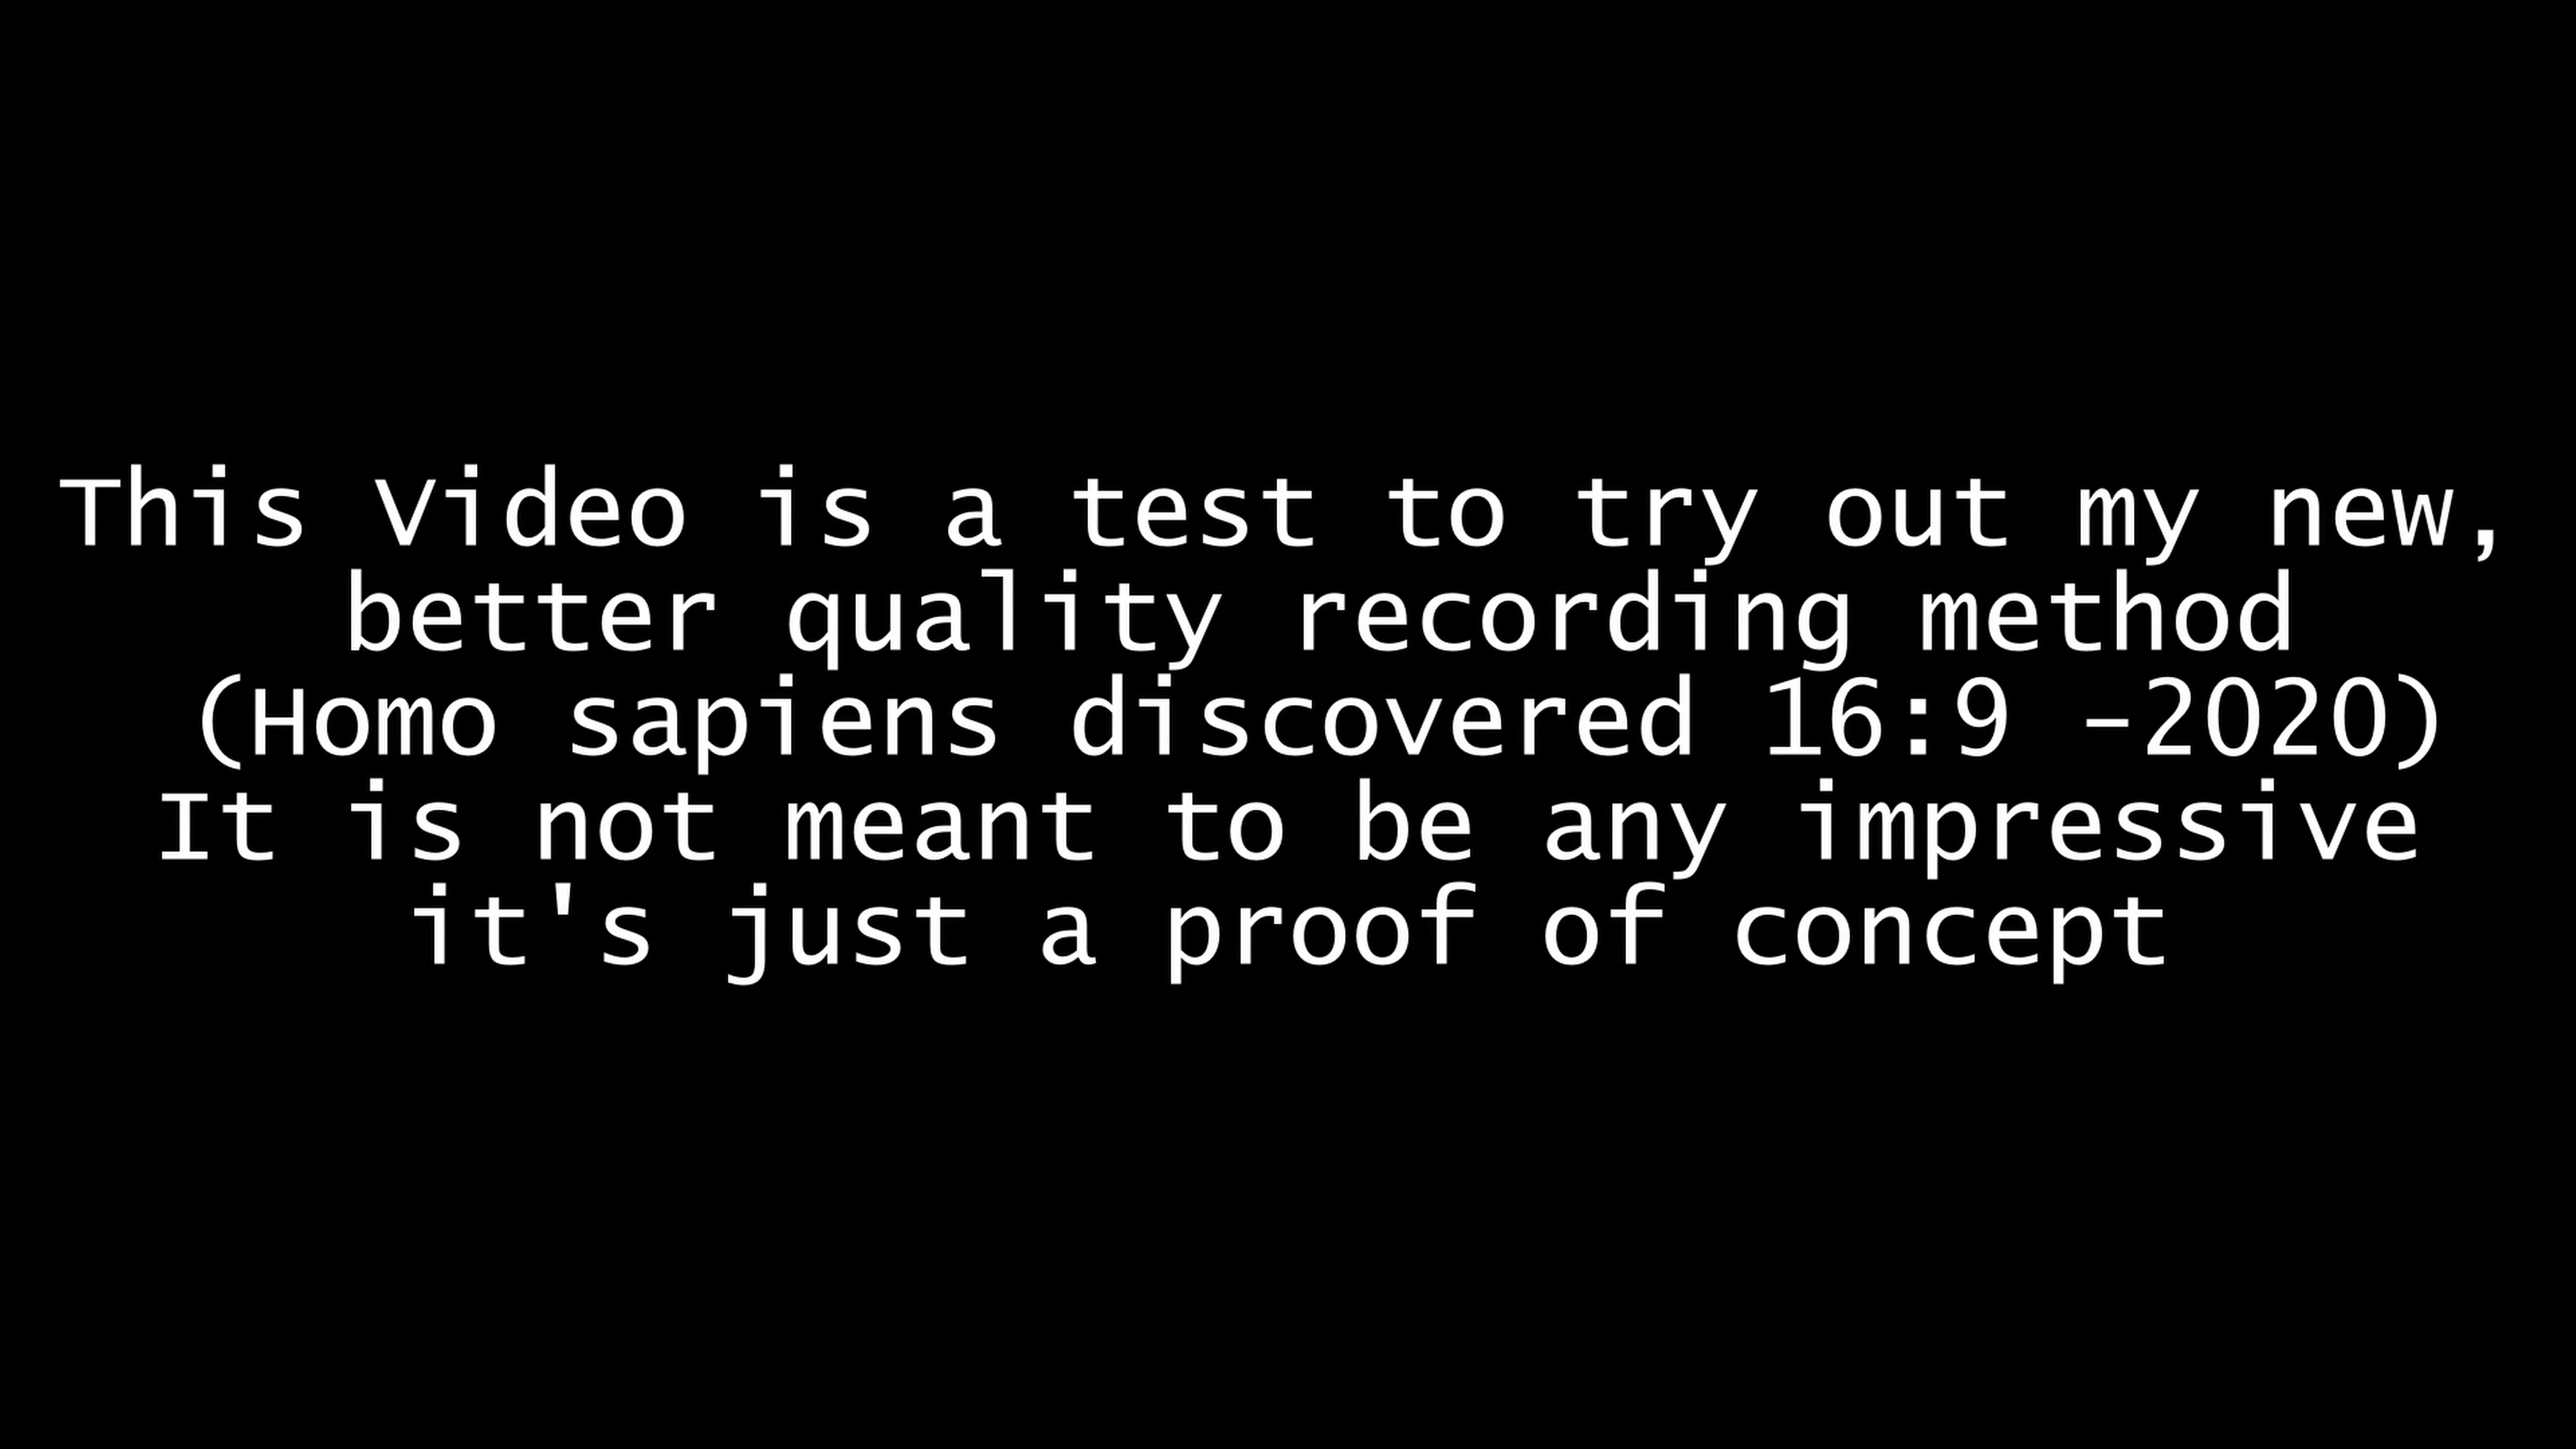 This Video is a test to try out my new,
better quality recording method
(Homo sapiens discovered 16:9 -2020)
It is not meant to be any impressive
it's just a proof of concept